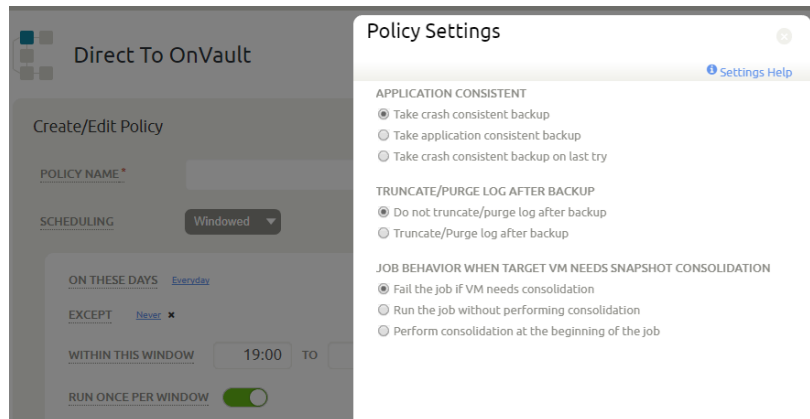 Direct To OnVault
Create/Edit Policy
POLICY NAME*
SCHEDULING
Windowed
ON THESE DAYS Everyday
EXCEPT Never ×
WITHIN THIS WINDOW 19:00 TO
RUN ONCE PER WINDOW
Policy Settings
Settings Help
APPLICATION CONSISTENT
Take crash consistent backup
Take application consistent backup
Take crash consistent backup on last try
TRUNCATE/PURGE LOG AFTER BACKUP
Do not truncate/purge log after backup
Truncate/Purge log after backup
JOB BEHAVIOR WHEN TARGET VM NEEDS SNAPSHOT CONSOLIDATION
Fail the job if VM needs consolidation
Run the job without performing consolidation
Perform consolidation at the beginning of the job